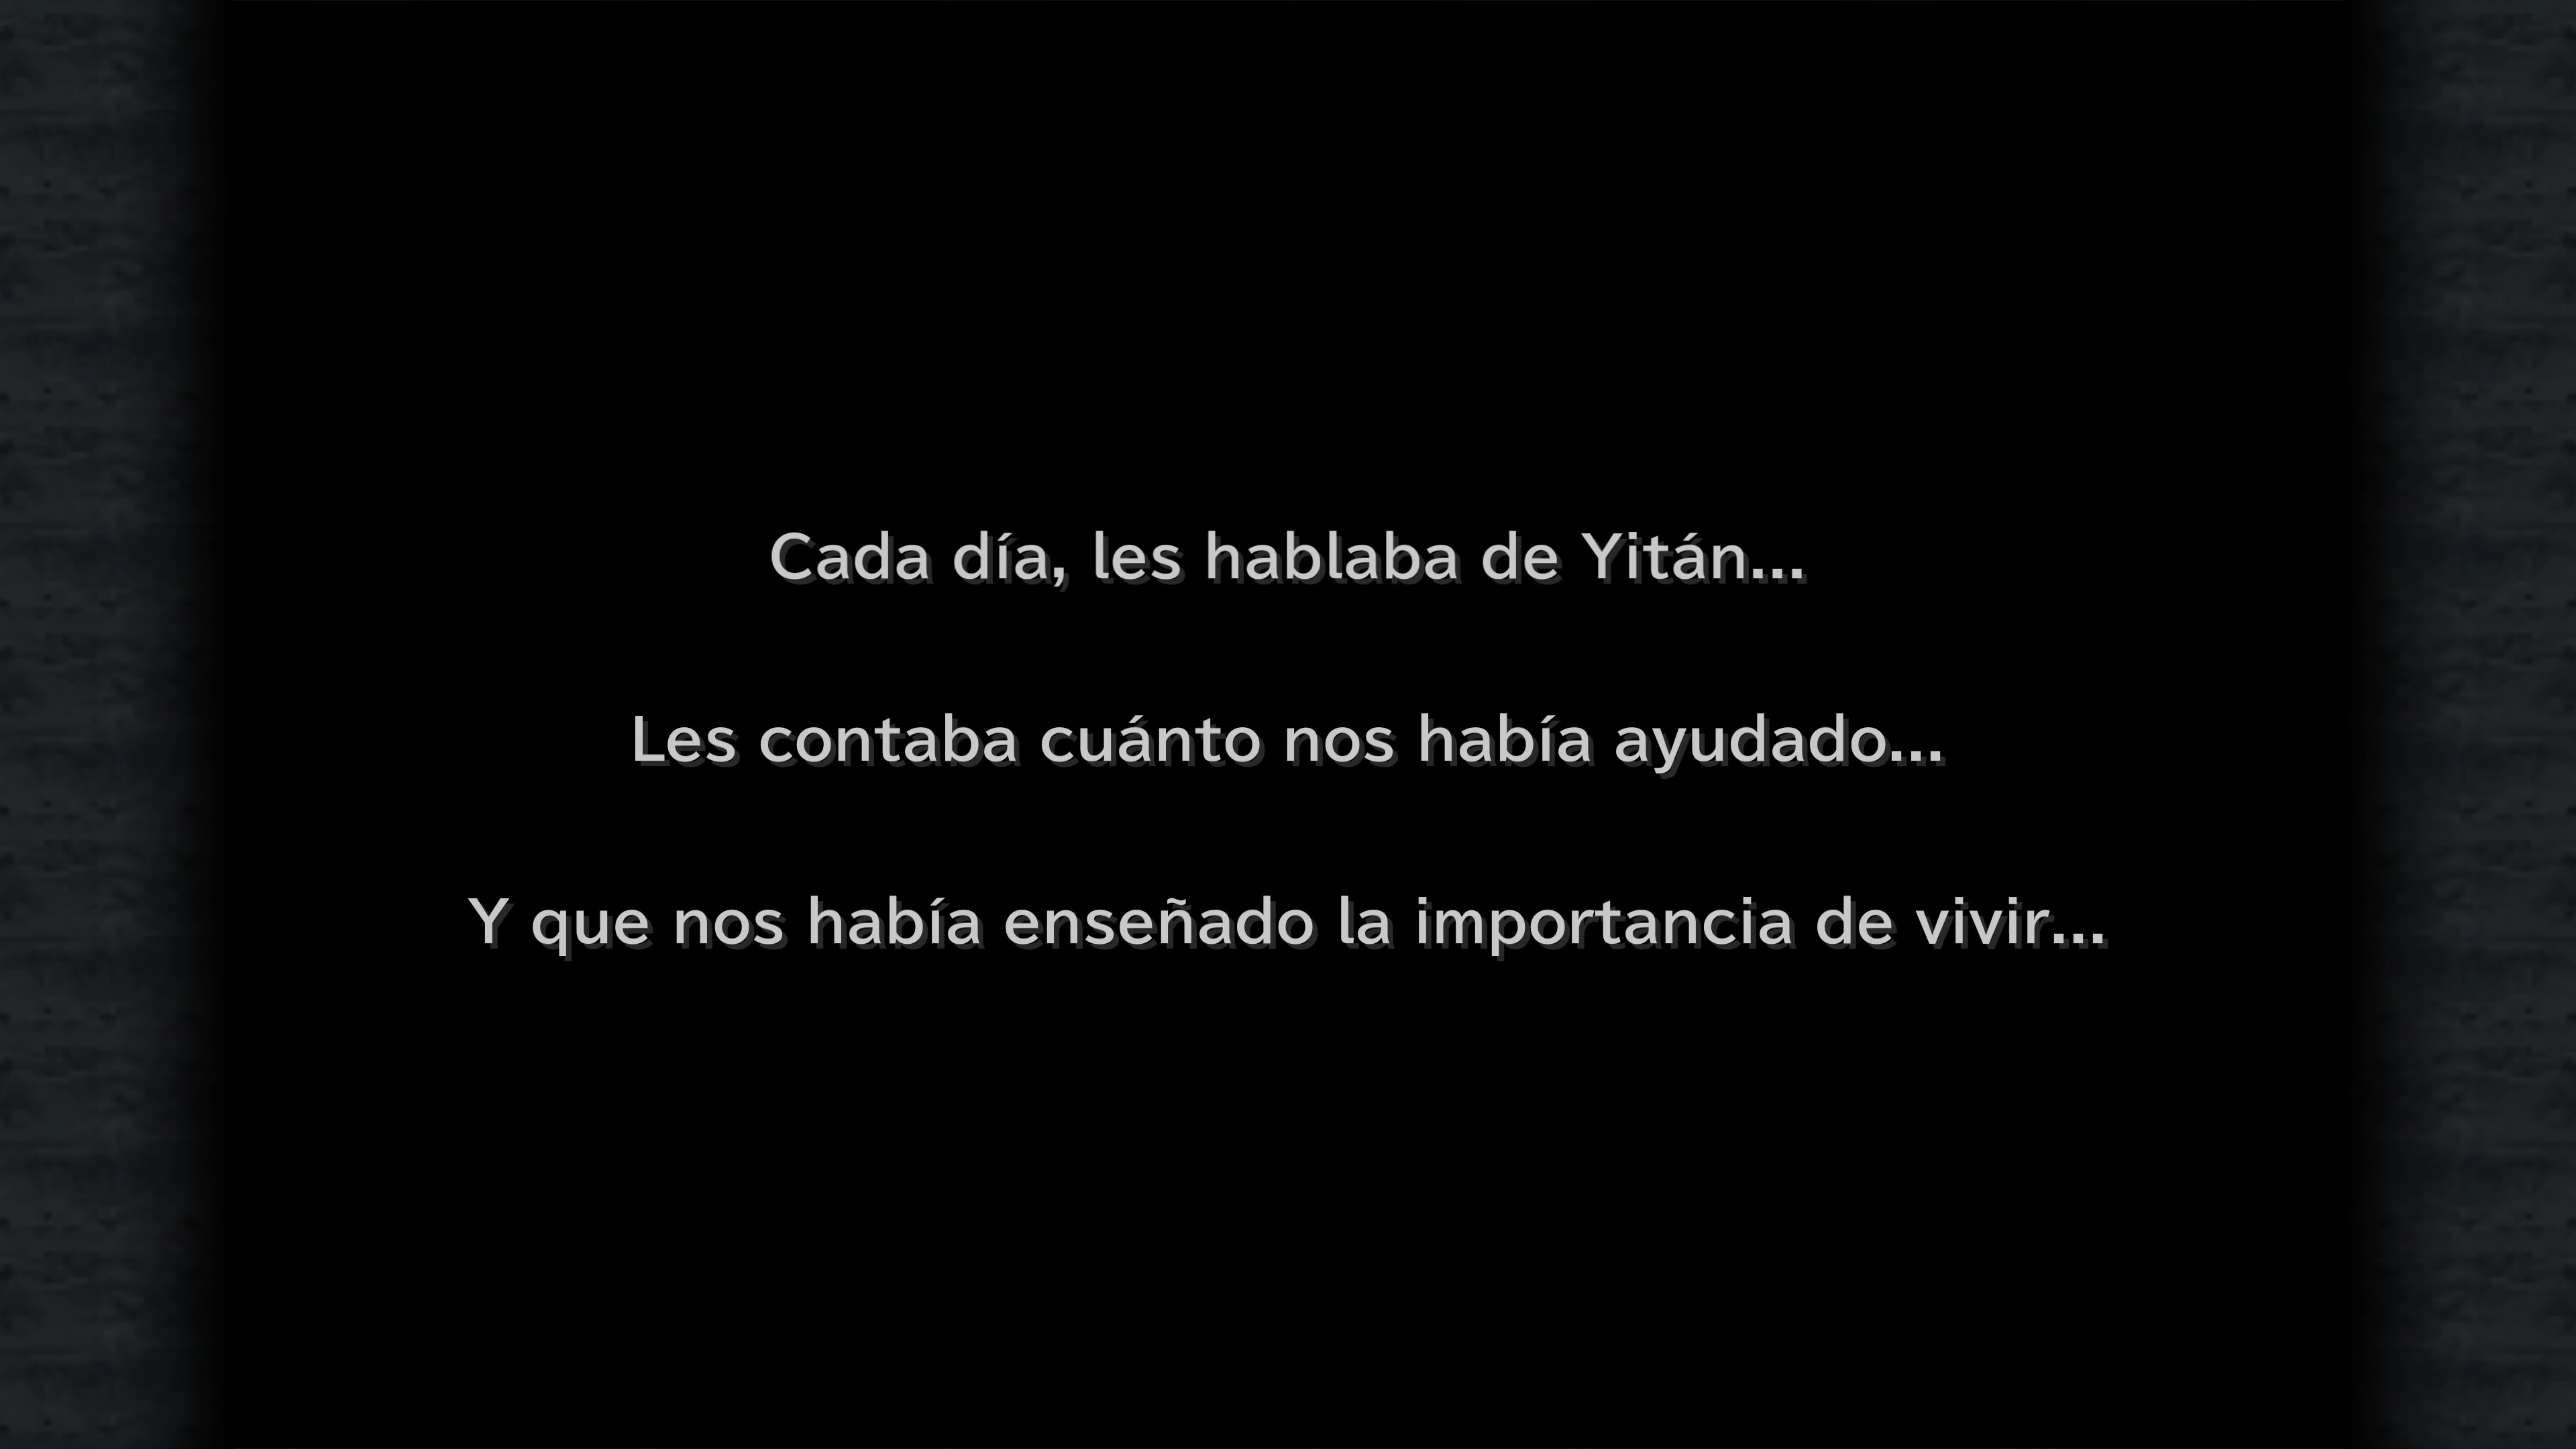 Cada día, les hablaba de Yitán...
Les contaba cuánto nos había ayudado...
Y que nos había enseñado la importancia de vivir...